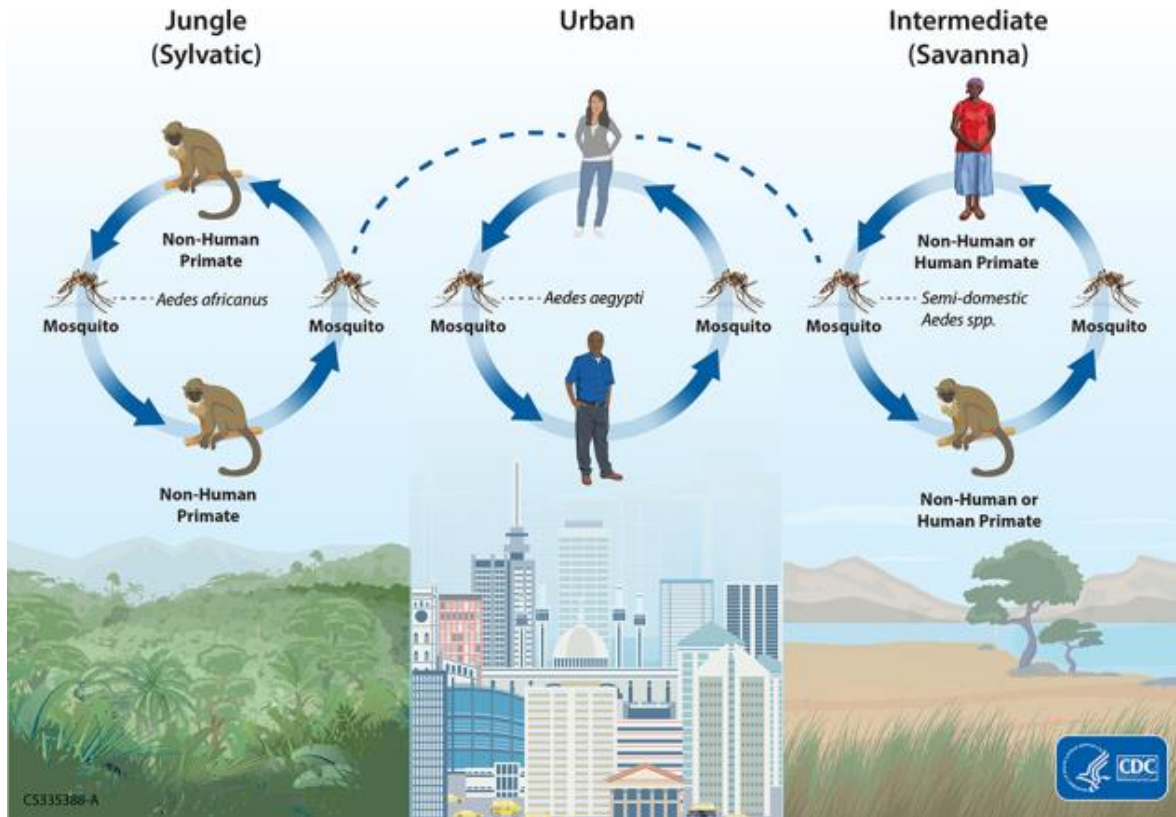 Jungle
(Sylvatic)
Urban
Intermediate
(Savanna)
Non-Human
Primate
Aedes africanus
Mosquito
Mosquito
Non-Human
Primate
Aedes aegypti
Mosquito
Mosquito
Non-Human or
Human Primate
Semi-domestic
Aedes spp.
Mosquito
Mosquito
Non-Human or
Human Primate
CS335388-A
CDC